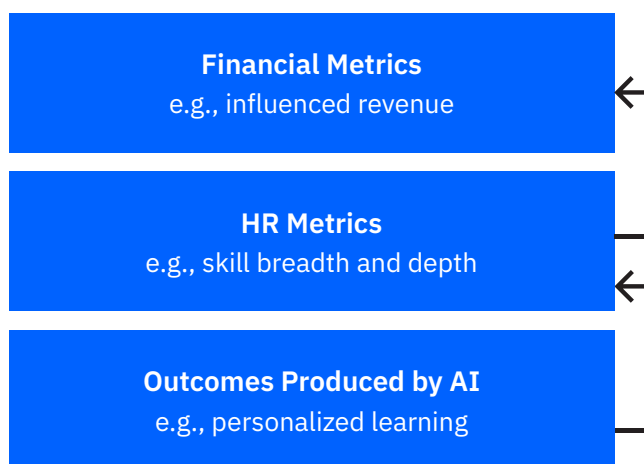 Financial Metrics
e.g., influenced revenue
HR Metrics
e.g., skill breadth and depth
Outcomes Produced by AI
e.g., personalized learning